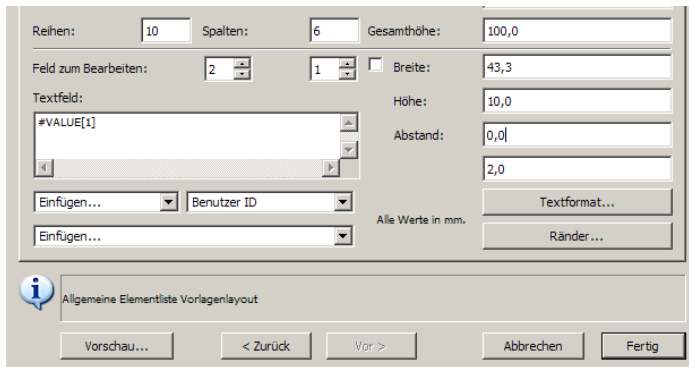 Reihen: 10 Spalten: 6 Gesamthöhe: 100,0
Feld zum Bearbeiten: 2 1 Breite: 43,3
Textfeld:
#VALUE[1]
Höhe: 10,0
Abstand: 0,0
2,0
Einfügen... Benutzer ID
Alle Werte in mm.
Textformat...
Einfügen...
Ränder...
Allgemeine Elementliste Vorlagenlayout
Vorschau... < Zurück Vor > Abbrechen Fertig